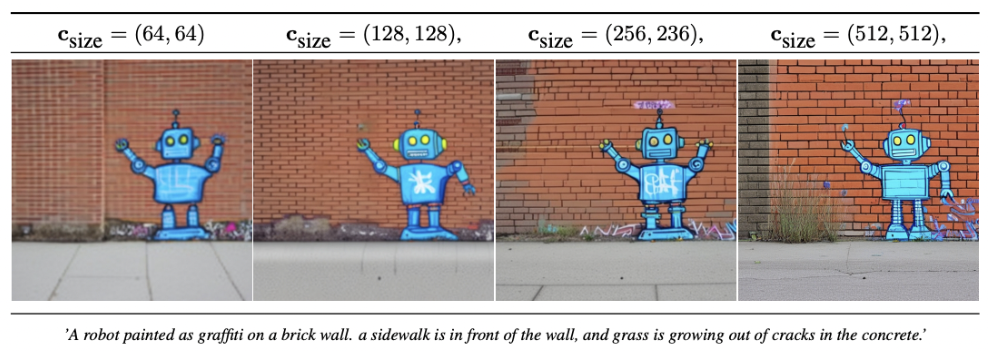 c_size = (64, 64)
c_size = (128, 128),
c_size = (256, 236),
c_size = (512, 512),
'A robot painted as graffiti on a brick wall. a sidewalk is in front of the wall, and grass is growing out of cracks in the concrete.'